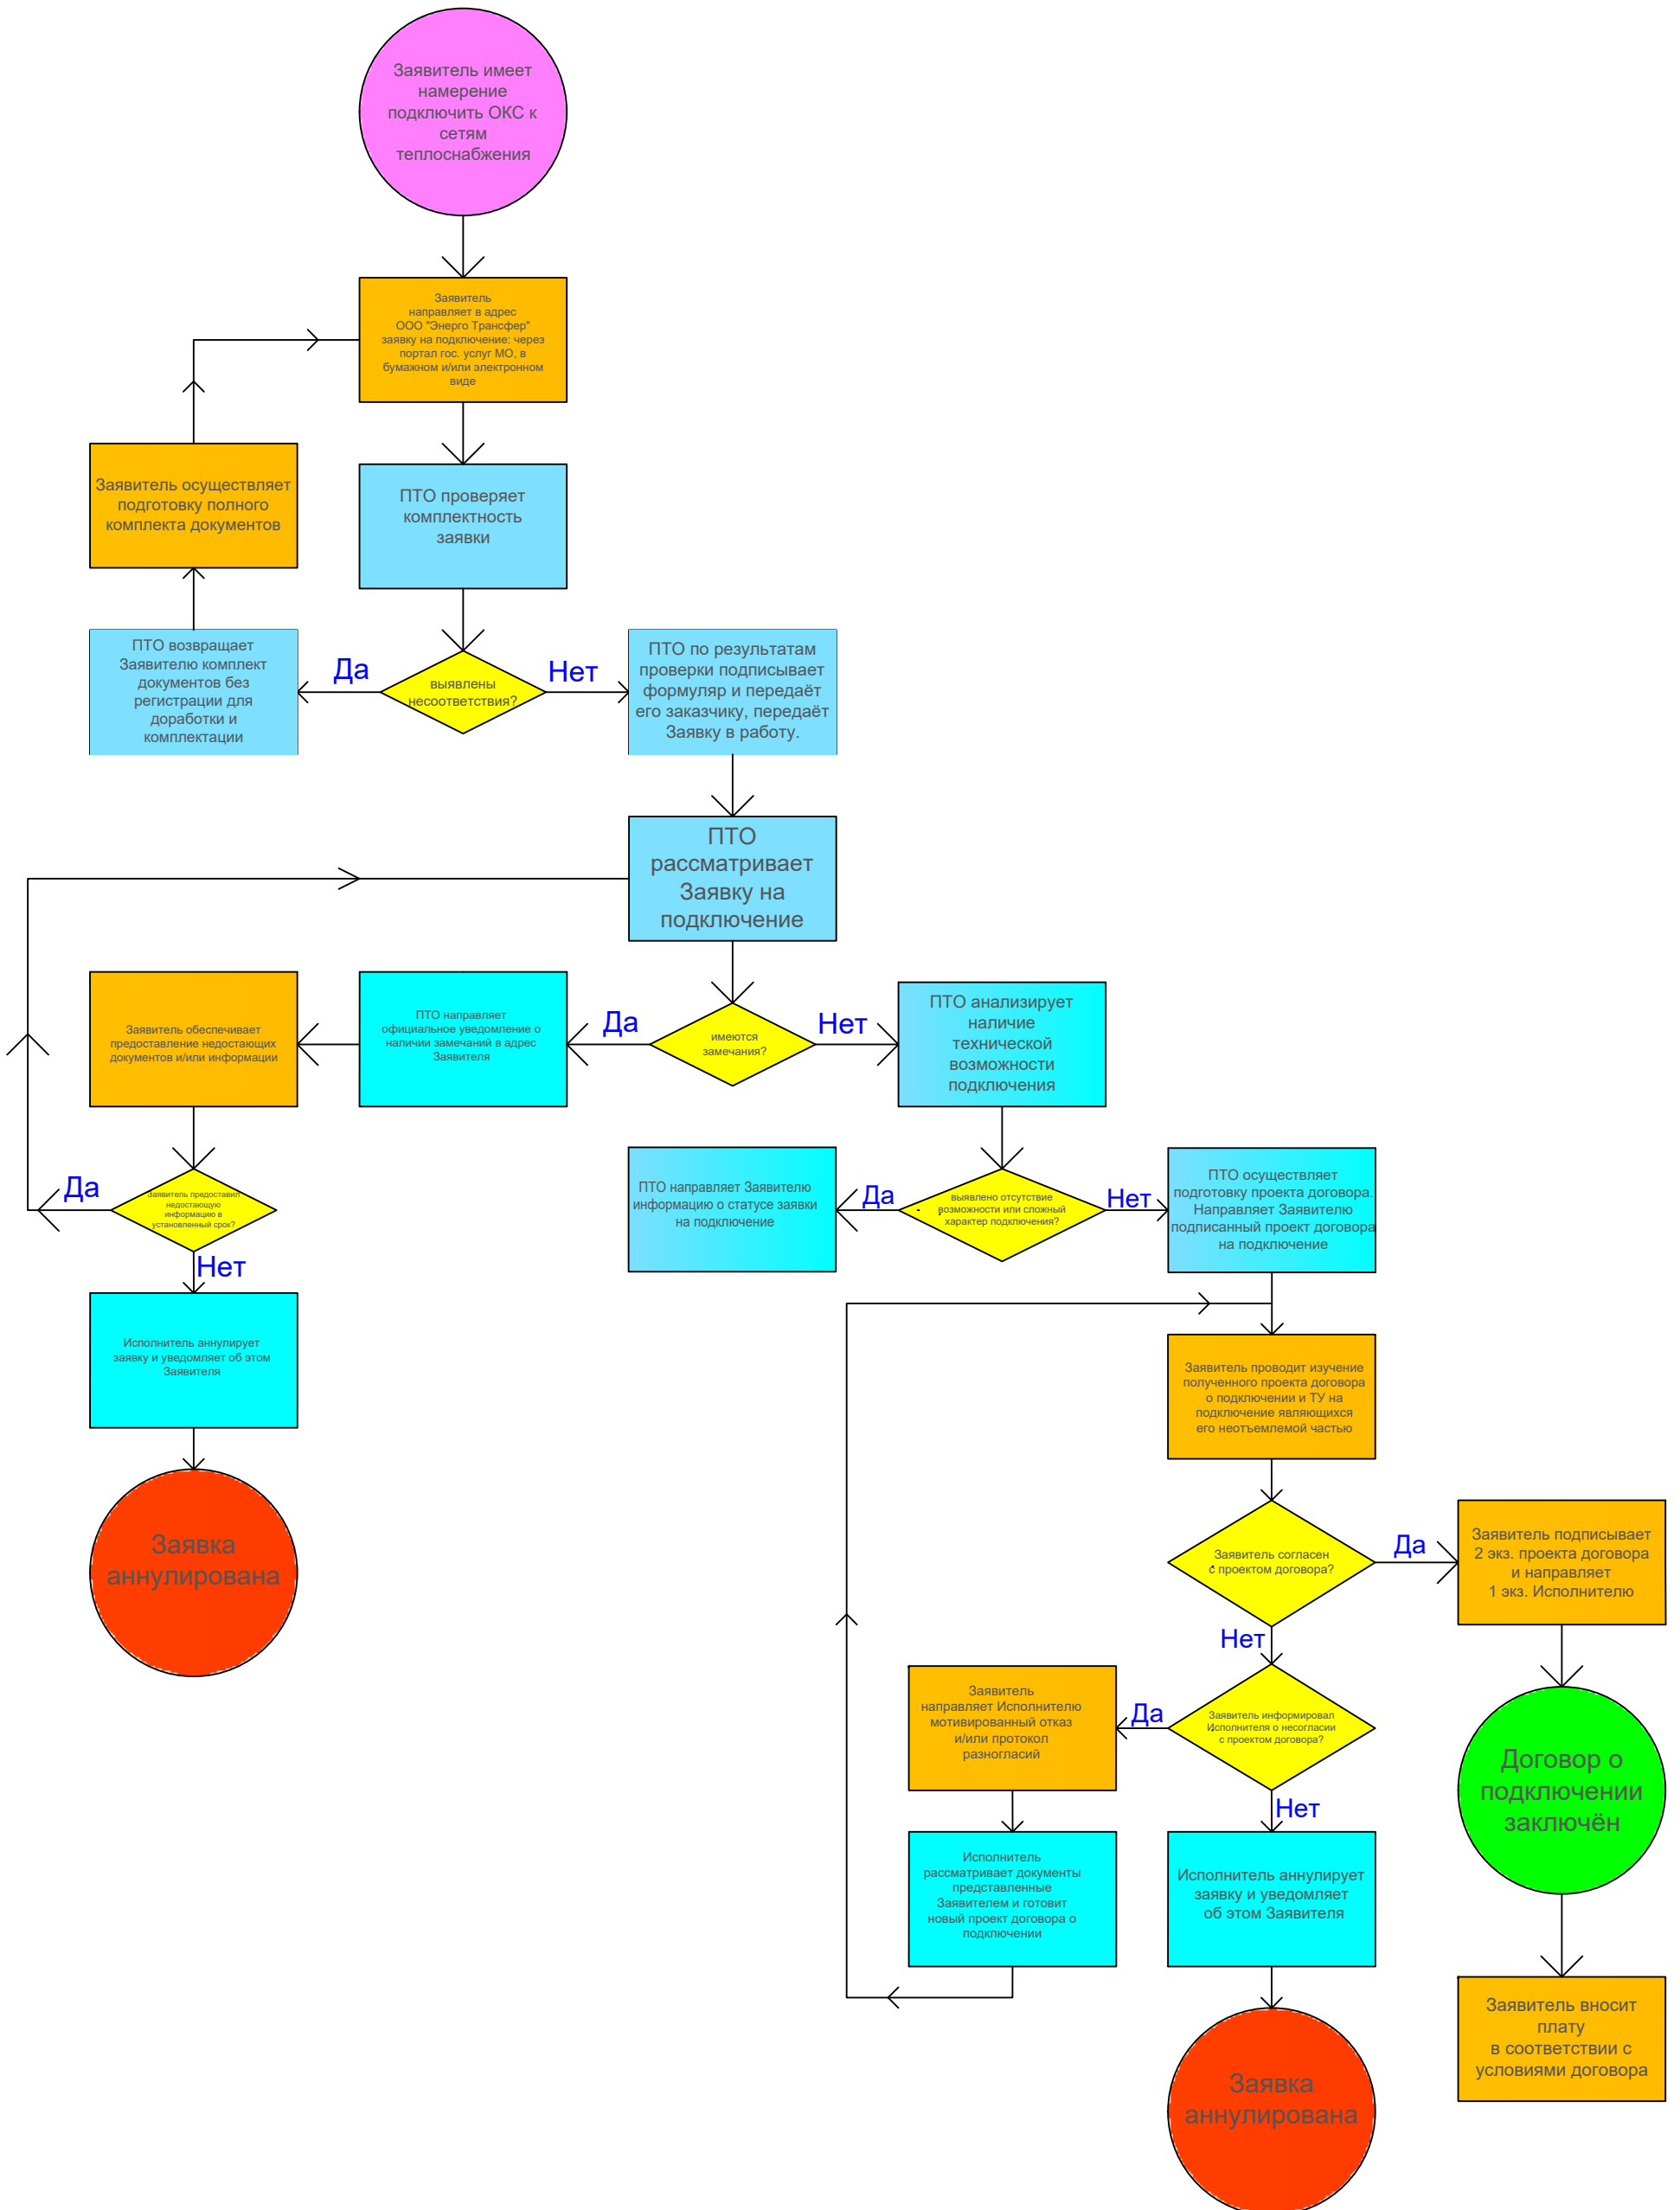 Заявитель имеет
намерение
подключить ОКС к
сетям
теплоснабжения
Заявитель
направляет в адрес
ООО "Энерго Трансфер"
заявку на подключение: через
портал гос. услуг МО, в
бумажном и/или электронном
виде
Заявитель осуществляет
подготовку полного
комплекта документов
ПТО проверяет
комплектность
заявки
ПТО возвращает
Заявителю комплект
документов без
регистрации для
доработки и
комплектации
Да
выявлены
несоответствия?
Нет
ПТО по результатам
проверки подписывает
формуляр и передаёт
его заказчику, передаёт
Заявку в работу.
ПТО
рассматривает
Заявку на
подключение
Заявитель обеспечивает
предоставление недостающих
документов и/или информации
ПТО направляет
официальное уведомление о
наличии замечаний в адрес
Заявителя
Да
имеются
замечания?
Нет
ПТО анализирует
наличие
технической
возможности
подключения
Да
Заявитель предоставил
недостающую
информацию в
установленный срок?
Нет
ПТО направляет Заявителю
информацию о статусе заявки
на подключение
Да
выявлено отсутствие
возможности или сложный
характер подключения?
Нет
ПТО осуществляет
подготовку проекта договора.
Направляет Заявителю
подписанный проект договора
на подключение
Исполнитель аннулирует
заявку и уведомляет об этом
Заявителя
Заявка
аннулирована
Заявитель проводит изучение
полученного проекта договора
о подключении и ТУ на
подключение являющихся
его неотъемлемой частью
Заявитель согласен
с проектом договора?
Да
Заявитель подписывает
2 экз. проекта договора
и направляет
1 экз. Исполнителю
Нет
Заявитель
направляет Исполнителю
мотивированный отказ
и/или протокол
разногласий
Да
Заявитель информировал
Исполнителя о несогласии
с проектом договора?
Нет
Договор о
подключении
заключён
Исполнитель
рассматривает документы
представленные
Заявителем и готовит
новый проект договора о
подключении
Исполнитель аннулирует
заявку и уведомляет
об этом Заявителя
Заявитель вносит
плату
в соответствии с
условиями договора
Заявка
аннулирована